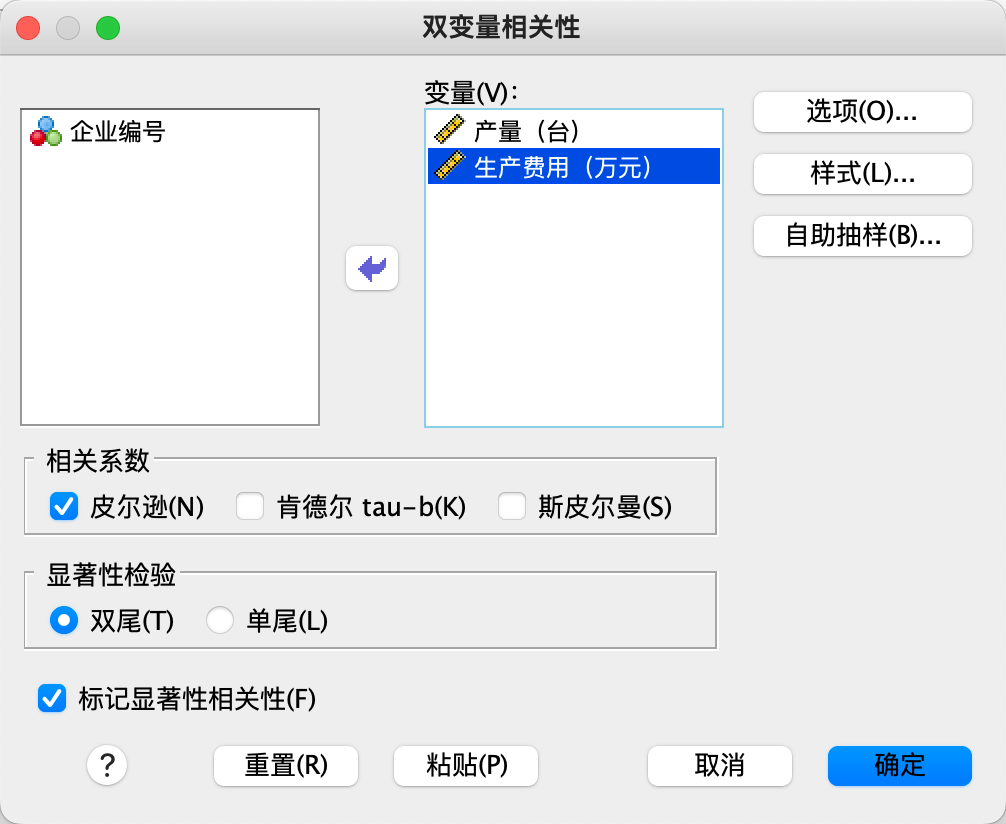 双变量相关性
变量(V)：
企业编号
产量（台）
生产费用（万元）
选项(O)...
样式(L)...
自助抽样(B)...
相关系数
皮尔逊(N) 肯德尔 tau-b(K) 斯皮尔曼(S)
显著性检验
双尾(T) 单尾(L)
标记显著性相关性(F)
? 重置(R) 粘贴(P) 取消 确定